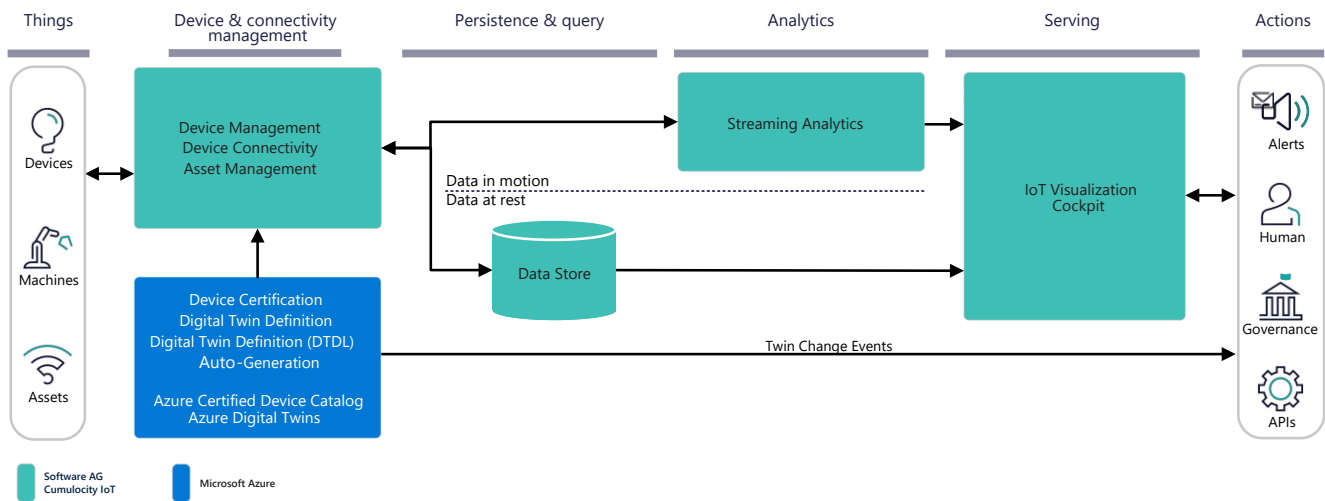 Things
Device & connectivity
management
Persistence & query
Analytics
Serving
Actions
Devices
Machines
Assets
Device Management
Device Connectivity
Asset Management
Device Certification
Digital Twin Definition
Digital Twin Definition (DTDL)
Auto-Generation
Azure Certified Device Catalog
Azure Digital Twins
Data in motion
Data at rest
Data Store
Streaming Analytics
IoT Visualization
Cockpit
Twin Change Events
Alerts
Human
Governance
APIs
Software AG
Cumulocity IoT
Microsoft Azure